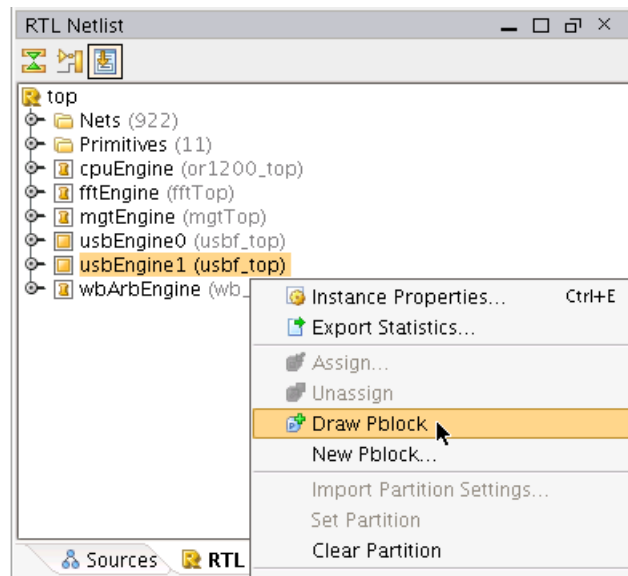 RTL Netlist
top
Nets (922)
Primitives (11)
cpuEngine (or1200_top)
fftEngine (fftTop)
mgtEngine (mgtTop)
usbEngine0 (usbf_top)
usbEngine1 (usbf_top)
wbArbEngine (wb_
Instance Properties... Ctrl+E
Export Statistics...
Assign...
Unassign
Draw Pblock
New Pblock...
Import Partition Settings...
Set Partition
Clear Partition
Sources RTL